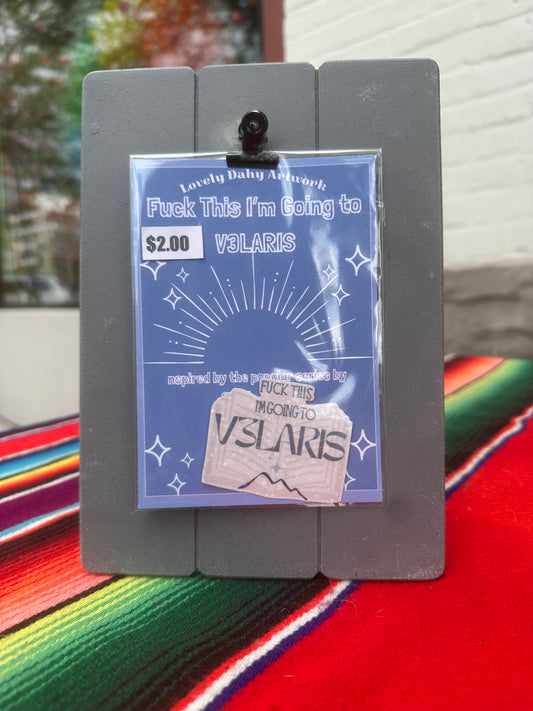 Lovely Dahy Artwork
Fuck This I'm Going to
$2.00
V3LARIS
nspired by the popular series by
FUCK THIS
I'M GOING TO
V3LARIS